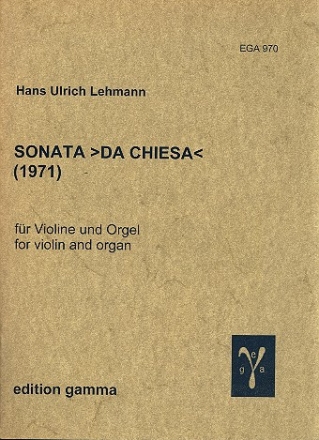 EGA 970
Hans Ulrich Lehmann
SONATA >DA CHIESA<
(1971)
für Violine und Orgel
for violin and organ
e
g γ a
edition gamma